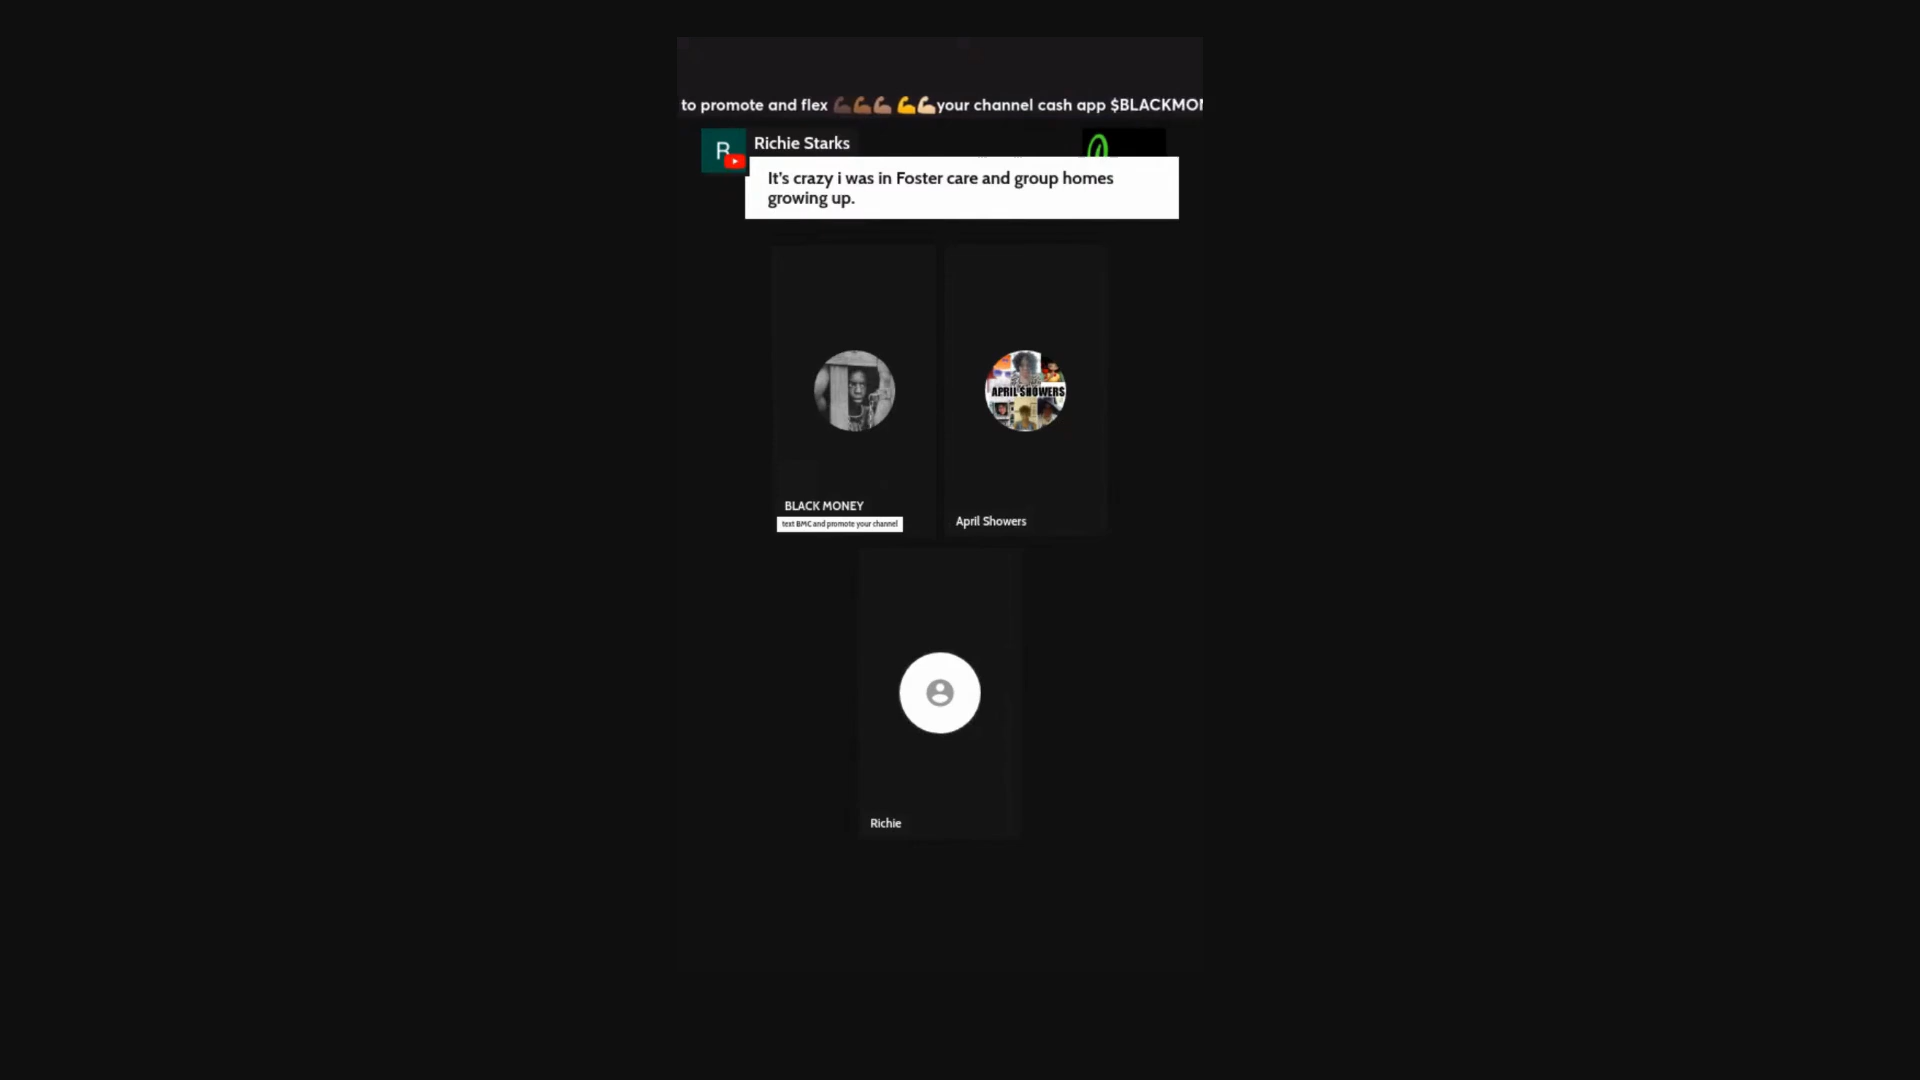 to promote and flex 💪🏿💪🏾💪🏽 💪💪🏼your channel cash app $BLACKMON
R
Richie Starks
It's crazy i was in Foster care and group homes
growing up.
APRIL SHOWERS
BLACK MONEY
text BMC and promote your channel
April Showers
Richie